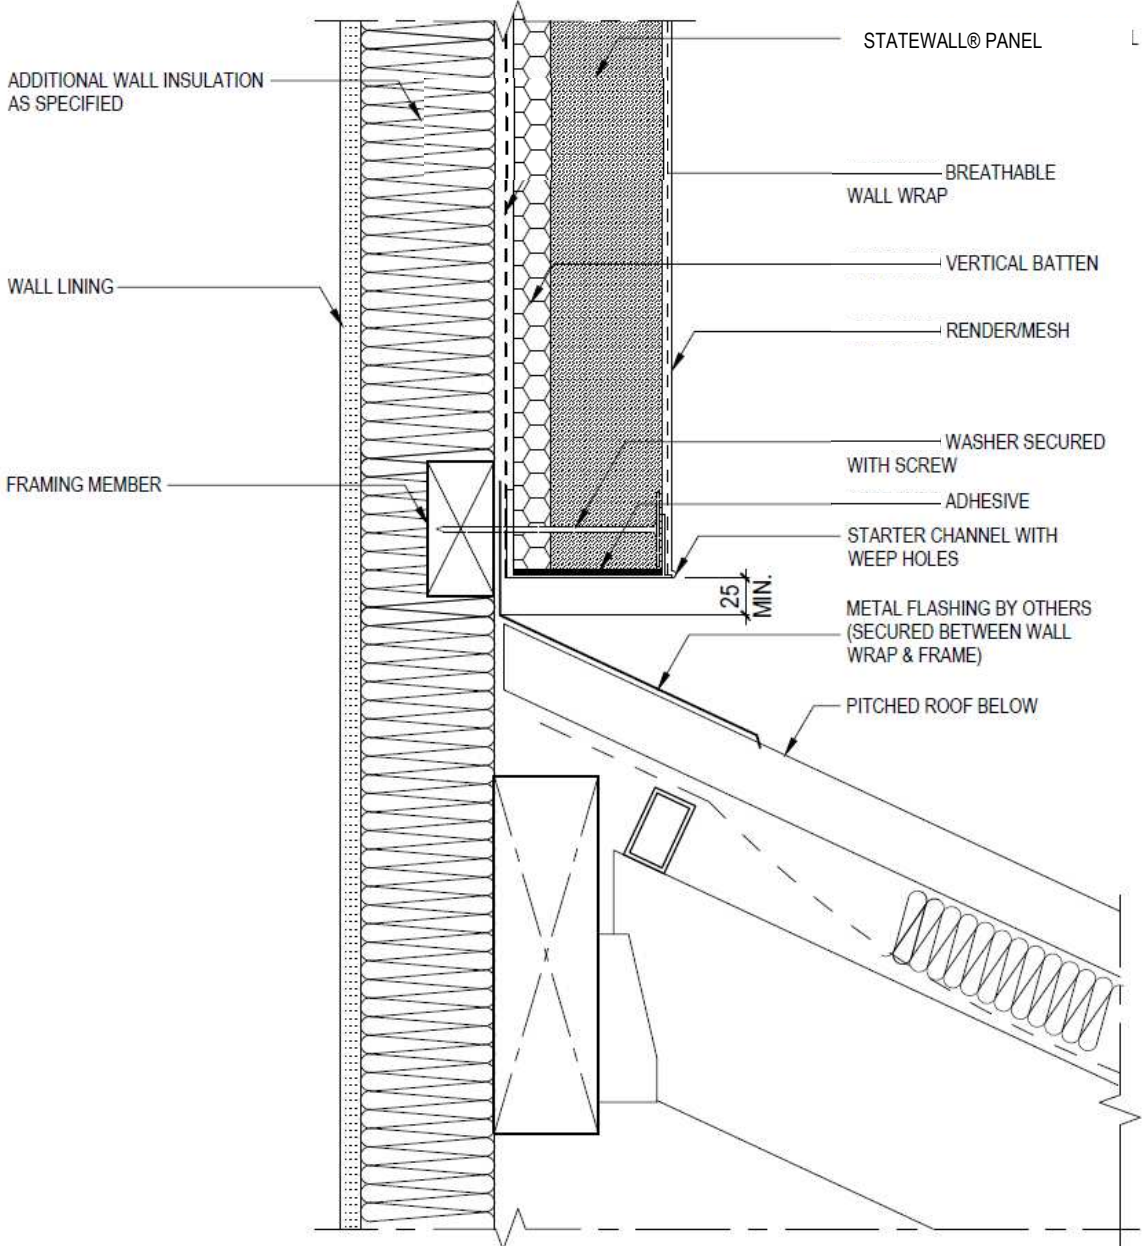 STATEWALL® PANEL
L
ADDITIONAL WALL INSULATION
AS SPECIFIED
BREATHABLE
WALL WRAP
VERTICAL BATTEN
WALL LINING
RENDER/MESH
WASHER SECURED
WITH SCREW
FRAMING MEMBER
ADHESIVE
STARTER CHANNEL WITH
WEEP HOLES
25
MIN.
METAL FLASHING BY OTHERS
(SECURED BETWEEN WALL
WRAP & FRAME)
PITCHED ROOF BELOW